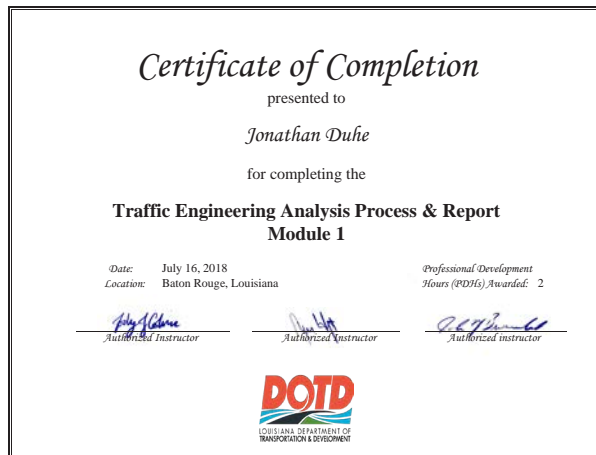 Certificate of Completion
presented to
Jonathan Duhe
for completing the
Traffic Engineering Analysis Process & Report
Module 1
Date: July 16, 2018
Location: Baton Rouge, Louisiana
Professional Development
Hours (PDHs) Awarded: 2
Authorized Instructor
Authorized Instructor
Authorized instructor
DOTD
LOUISIANA DEPARTMENT OF
TRANSPORTATION & DEVELOPMENT